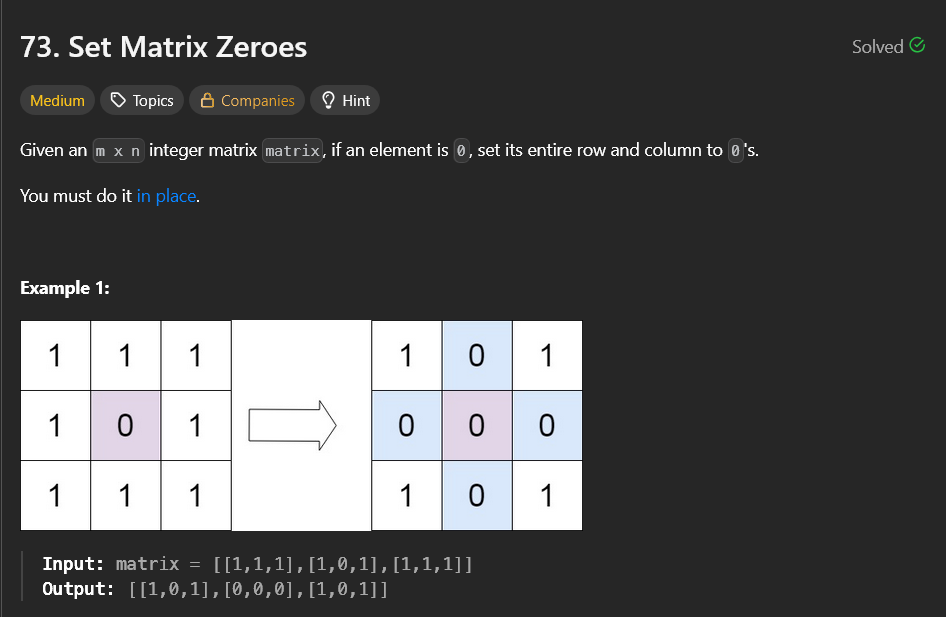 73. Set Matrix Zeroes
Solved
Medium Topics Companies Hint
Given an m x n integer matrix matrix, if an element is 0, set its entire row and column to 0's.
You must do it in place.
Example 1:
1 1 1 1 0 1
1 0 1 0 0 0
1 1 1 1 0 1
Input: matrix = [[1,1,1],[1,0,1],[1,1,1]]
Output: [[1,0,1],[0,0,0],[1,0,1]]